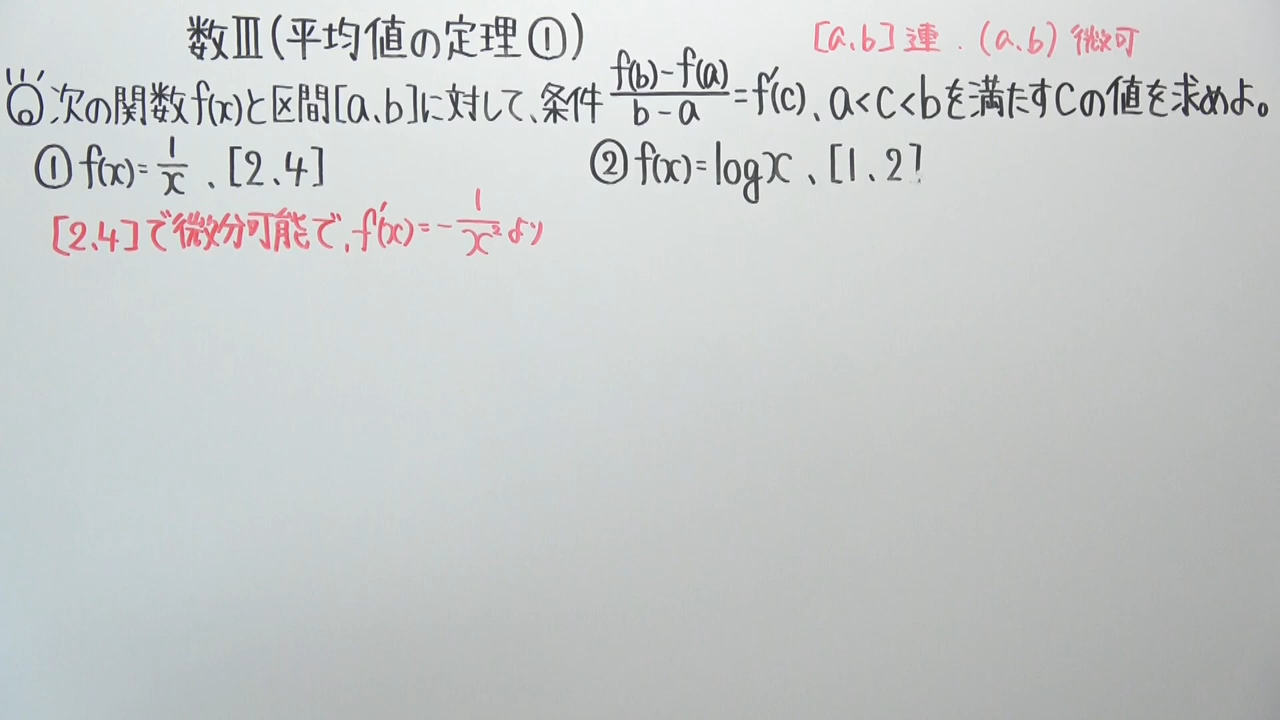 数Ⅲ(平均値の定理①)
[a、b]連.(a、b)微可
Q 次の関数f(x)と区間[a、b]に対して、条件 (f(b)-f(a))/(b-a)=f'(c)、a<c<bを満たすCの値を求めよ。
① f(x)=1/x、[2、4]
② f(x)=logx、[1、2]
[2、4]で微分可能で、f'(x)=-1/x²より